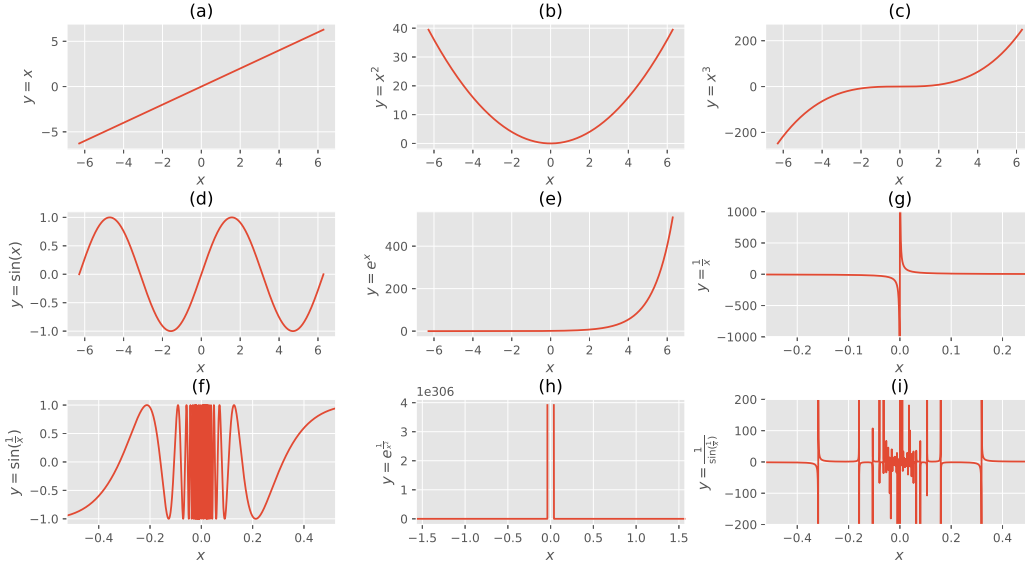 (a) (b) (c)
y = x
5
0
−5
−6 −4 −2 0 2 4 6
x
y = x²
40
30
20
10
0
−6 −4 −2 0 2 4 6
x
y = x³
200
0
−200
−6 −4 −2 0 2 4 6
x
(d) (e) (g)
y = sin(x)
1.0
0.5
0.0
−0.5
−1.0
−6 −4 −2 0 2 4 6
x
y = eˣ
400
200
0
−6 −4 −2 0 2 4 6
x
y = 1/x
1000
500
0
−500
−1000
−0.2 −0.1 0.0 0.1 0.2
x
(f) (h) (i)
y = sin(1/x)
1.0
0.5
0.0
−0.5
−1.0
−0.4 −0.2 0.0 0.2 0.4
x
1e306
y = e^(1/x²)
4
3
2
1
0
−1.5 −1.0 −0.5 0.0 0.5 1.0 1.5
x
y = 1/sin(1/x)
200
100
0
−100
−200
−0.4 −0.2 0.0 0.2 0.4
x